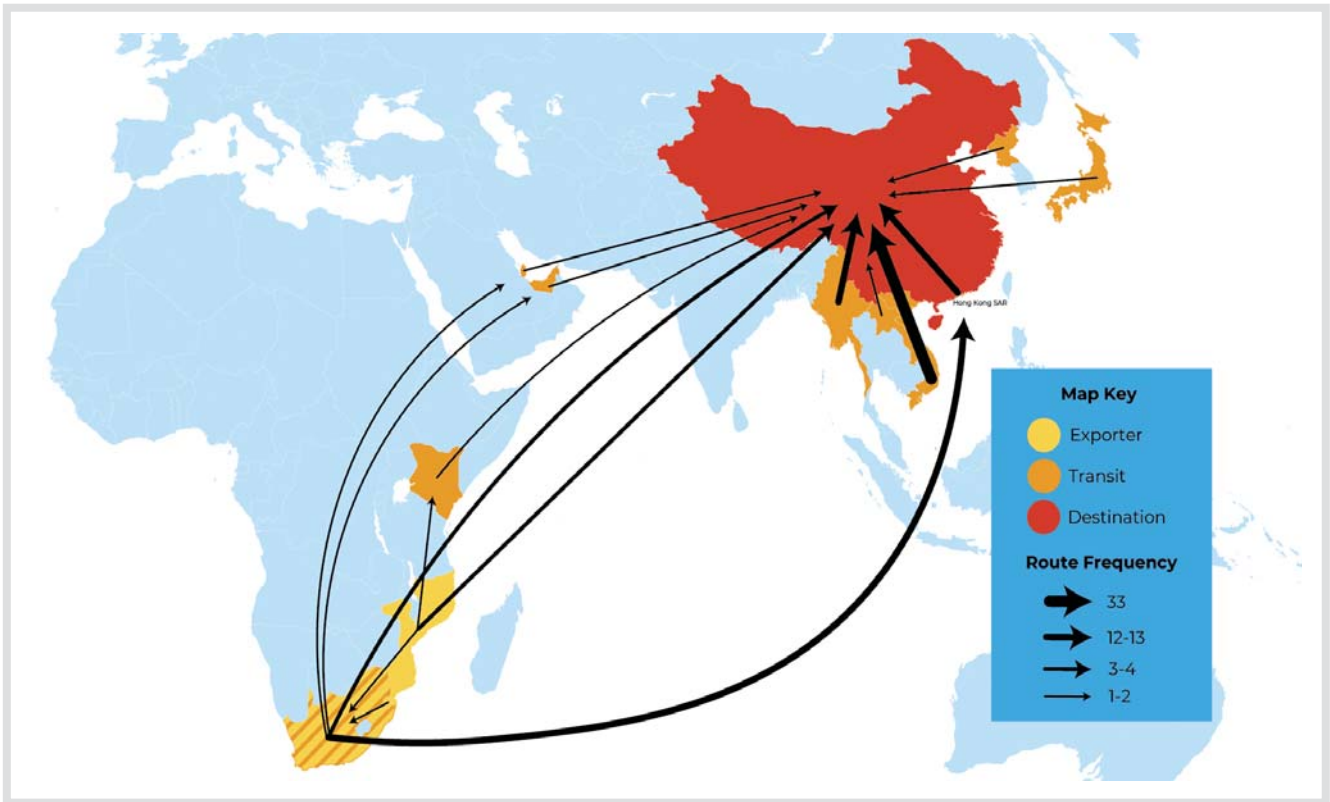 Hong Kong SAR
Map Key
Exporter
Transit
Destination
Route Frequency
33
12-13
3-4
1-2